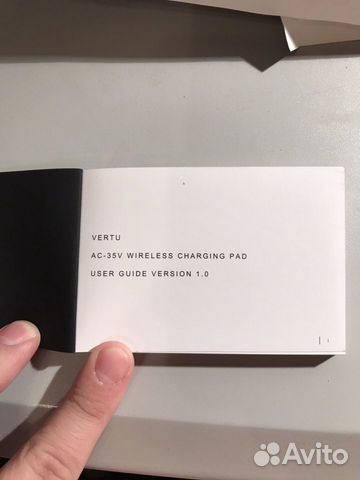 VERTU
AC-35V WIRELESS CHARGING PAD
USER GUIDE VERSION 1.0
Avito